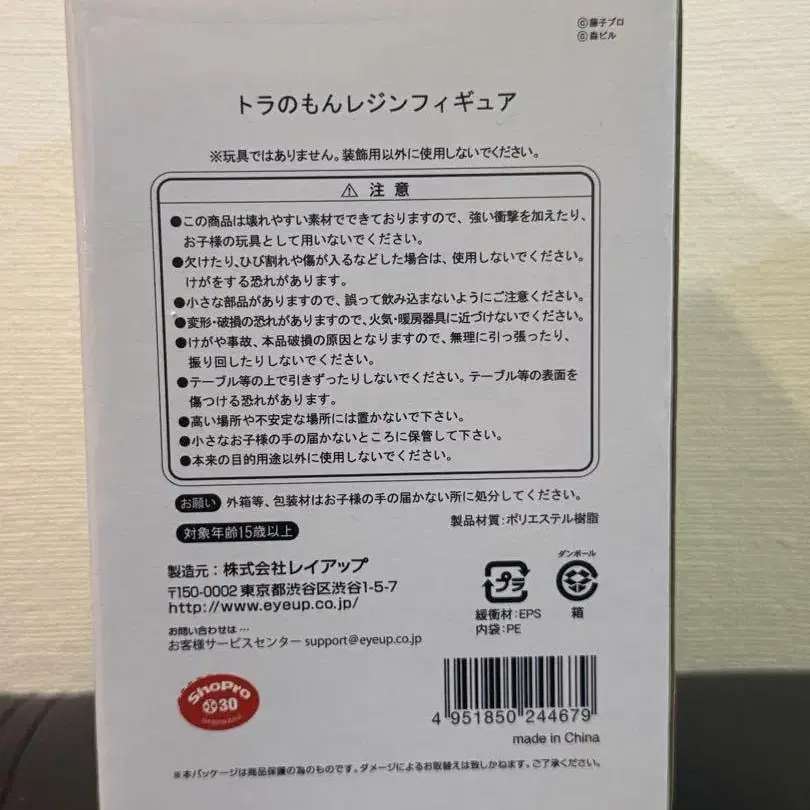 Ⓒ藤子プロ
Ⓒ森ビル
トラのもんレジンフィギュア
※玩具ではありません。装飾用以外に使用しないでください。
⚠ 注意
●この商品は壊れやすい素材でできておりますので、強い衝撃を加えたり、
お子様の玩具として用いないでください。
●欠けたり、ひび割れや傷が入るなどした場合は、使用しないでください。
けがをする恐れがあります。
●小さな部品がありますので、誤って飲み込まないようにご注意ください。
●変形・破損の恐れがありますので、火気・暖房器具に近づけないでください。
●けがや事故、本品破損の原因となりますので、無理に引っ張ったり、
振り回したりしないでください。
●テーブル等の上で引きずったりしないでください。テーブル等の表面を
傷つける恐れがあります。
●高い場所や不安定な場所には置かないで下さい。
●小さなお子様の手の届かないところに保管して下さい。
●本来の目的用途以外に使用しないでください。
お願い 外箱等、包装材はお子様の手の届かない所に処分してください。
対象年齢15歳以上
製品材質：ポリエステル樹脂
製造元：株式会社レイアップ
〒150-0002 東京都渋谷区渋谷1-5-7
http://www.eyeup.co.jp/
お問い合わせは…
お客様サービスセンター support@eyeup.co.jp
プラ
緩衝材：EPS
内袋：PE
ダンボール
箱
ShoPro
30
4 951850 244679
made in China
※本パッケージは商品保護の為のものです。ダメージによるお取替えは致しかねます。ご了承ください。